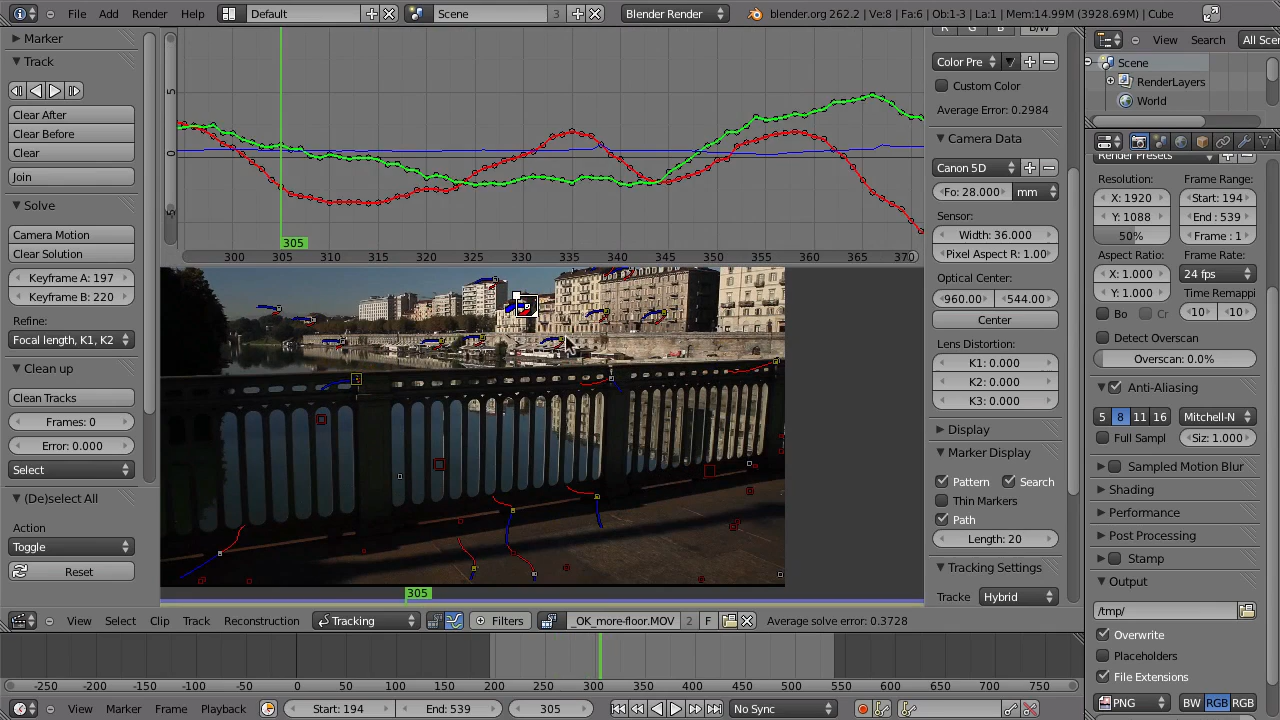 File Add Render Help Default Scene 3 Blender Render blender.org 262.2 | Ve:8 | Fa:6 | Ob:1-3 | La:1 | Mem:14.99M (3928.69M) | Cube
Marker
Track
Clear After
Clear Before
Clear
Join
Solve
Camera Motion
Clear Solution
Keyframe A: 197
Keyframe B: 220
Refine:
Focal length, K1, K2
Clean up
Clean Tracks
Frames: 0
Error: 0.000
Select
(De)select All
Action
Toggle
Reset
5
0
-5
305
300 305 310 315 320 325 330 335 340 345 350 355 360 365 370
305
View Select Clip Track Reconstruction Tracking Filters _OK_more-floor.MOV 2 F Average solve error: 0.3728
R G B B/W
Color Pre
Custom Color
Average Error: 0.2984
Camera Data
Canon 5D
Fo: 28.000 mm
Sensor:
Width: 36.000
Pixel Aspect R: 1.00
Optical Center:
960.00 544.00
Center
Lens Distortion:
K1: 0.000
K2: 0.000
K3: 0.000
Display
Marker Display
Pattern Search
Thin Markers
Path
Length: 20
Tracking Settings
Tracke Hybrid
View Search All Scen
Scene
RenderLayers
World
Render Presets
Resolution: Frame Range:
X: 1920 Start: 194
Y: 1088 End : 539
50% Frame : 1
Aspect Ratio: Frame Rate:
X: 1.000 24 fps
Y: 1.000 Time Remappi
Bo Cr 10 10
Detect Overscan
Overscan: 0.0%
Anti-Aliasing
5 8 11 16 Mitchell-N
Full Sampl Siz: 1.000
Sampled Motion Blur
Shading
Performance
Post Processing
Stamp
Output
/tmp/
Overwrite
Placeholders
File Extensions
PNG BW RGB RGB
-250 -200 -150 -100 -50 0 50 100 150 200 250 300 350 400 450 500 550 600 650 700 750
View Marker Frame Playback Start: 194 End: 539 305 No Sync